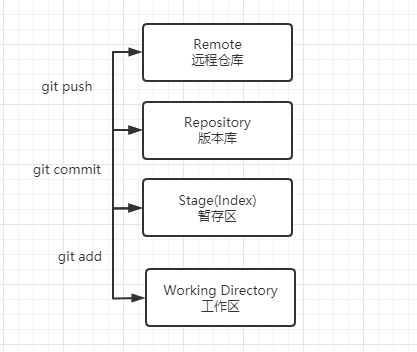 Remote
远程仓库
git push
Repository
版本库
git commit
Stage(Index)
暂存区
git add
Working Directory
工作区